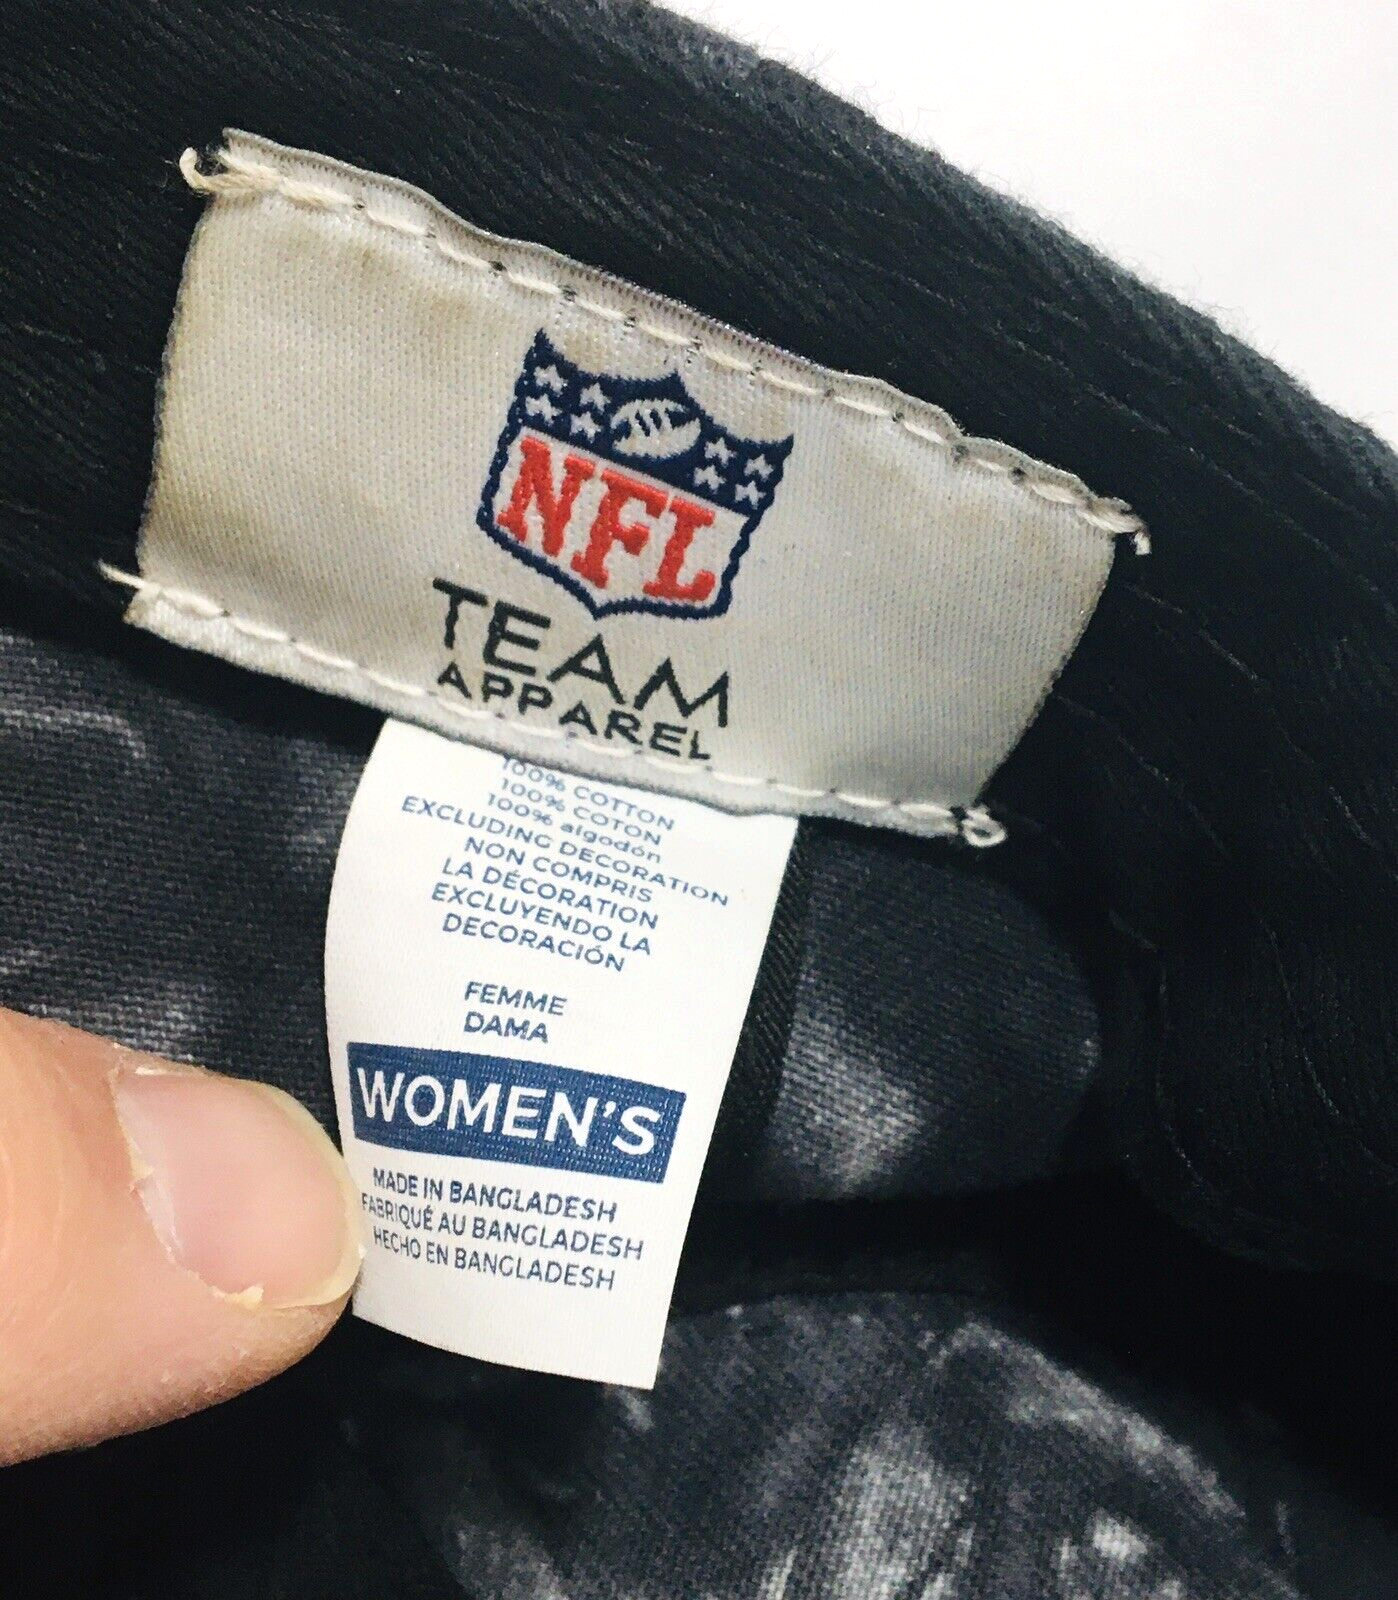 NFL
TEAM
APPAREL
100% COTTON
100% COTON
100% algodón
EXCLUDING DECORATION
NON COMPRIS
LA DÉCORATION
EXCLUYENDO LA
DECORACIÓN
FEMME
DAMA
WOMEN'S
MADE IN BANGLADESH
FABRIQUÉ AU BANGLADESH
HECHO EN BANGLADESH